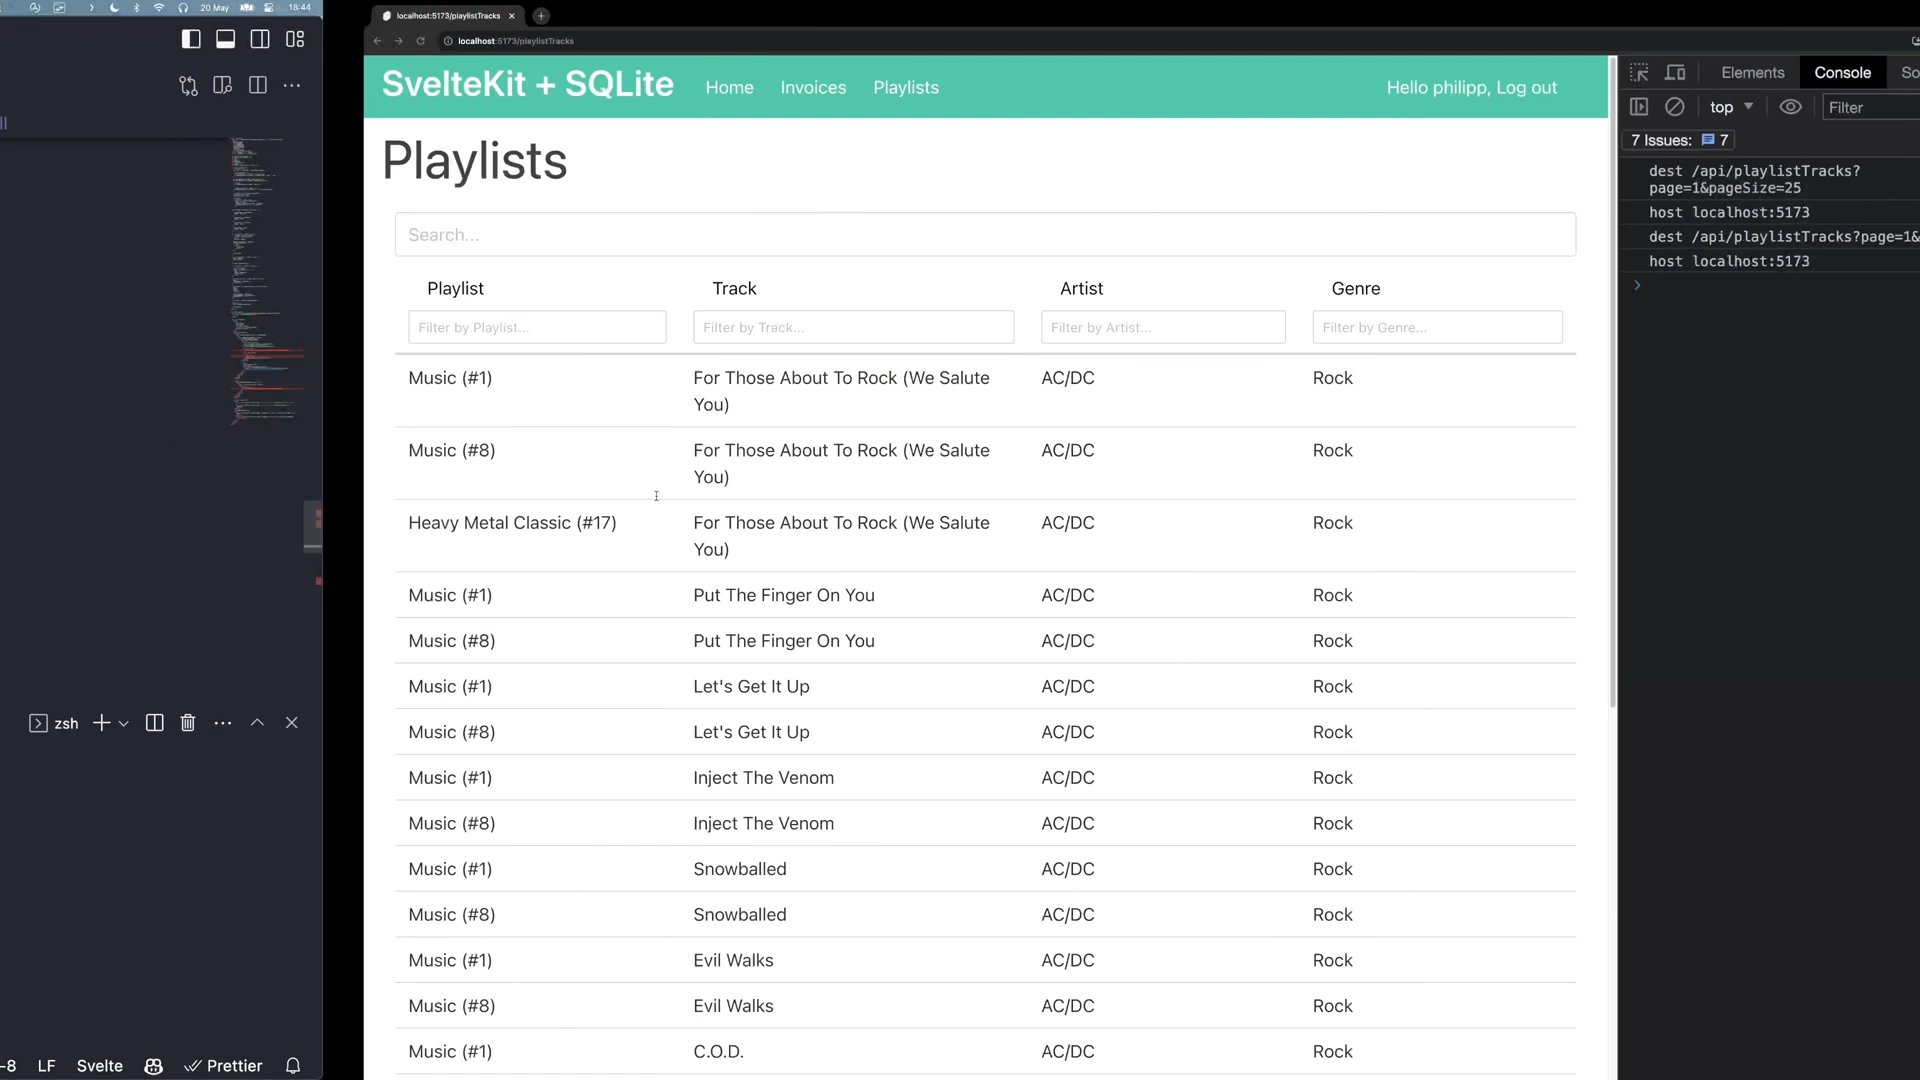 20 May
18:44
localhost:5173/playlistTracks
localhost:5173/playlistTracks
SvelteKit + SQLite
Home
Invoices
Playlists
Hello philipp, Log out
Elements
Console
So
top
Filter
7 Issues:
7
dest /api/playlistTracks?
page=1&pageSize=25
host localhost:5173
dest /api/playlistTracks?page=1&
host localhost:5173
Playlists
Search...
Playlist
Track
Artist
Genre
Filter by Playlist...
Filter by Track...
Filter by Artist...
Filter by Genre...
Music (#1)
For Those About To Rock (We Salute
You)
AC/DC
Rock
Music (#8)
For Those About To Rock (We Salute
You)
AC/DC
Rock
Heavy Metal Classic (#17)
For Those About To Rock (We Salute
You)
AC/DC
Rock
Music (#1)
Put The Finger On You
AC/DC
Rock
Music (#8)
Put The Finger On You
AC/DC
Rock
Music (#1)
Let's Get It Up
AC/DC
Rock
Music (#8)
Let's Get It Up
AC/DC
Rock
Music (#1)
Inject The Venom
AC/DC
Rock
Music (#8)
Inject The Venom
AC/DC
Rock
Music (#1)
Snowballed
AC/DC
Rock
Music (#8)
Snowballed
AC/DC
Rock
Music (#1)
Evil Walks
AC/DC
Rock
Music (#8)
Evil Walks
AC/DC
Rock
Music (#1)
C.O.D.
AC/DC
Rock
zsh
-8
LF
Svelte
Prettier